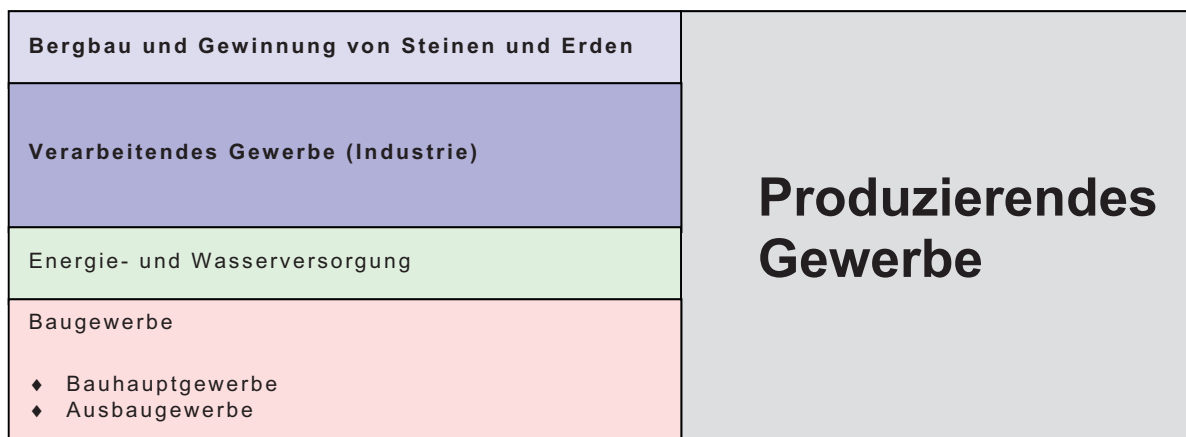 Bergbau und Gewinnung von Steinen und Erden
Verarbeitendes Gewerbe (Industrie)
Energie- und Wasserversorgung
Baugewerbe
♦ Bauhauptgewerbe
♦ Ausbaugewerbe
Produzierendes
Gewerbe